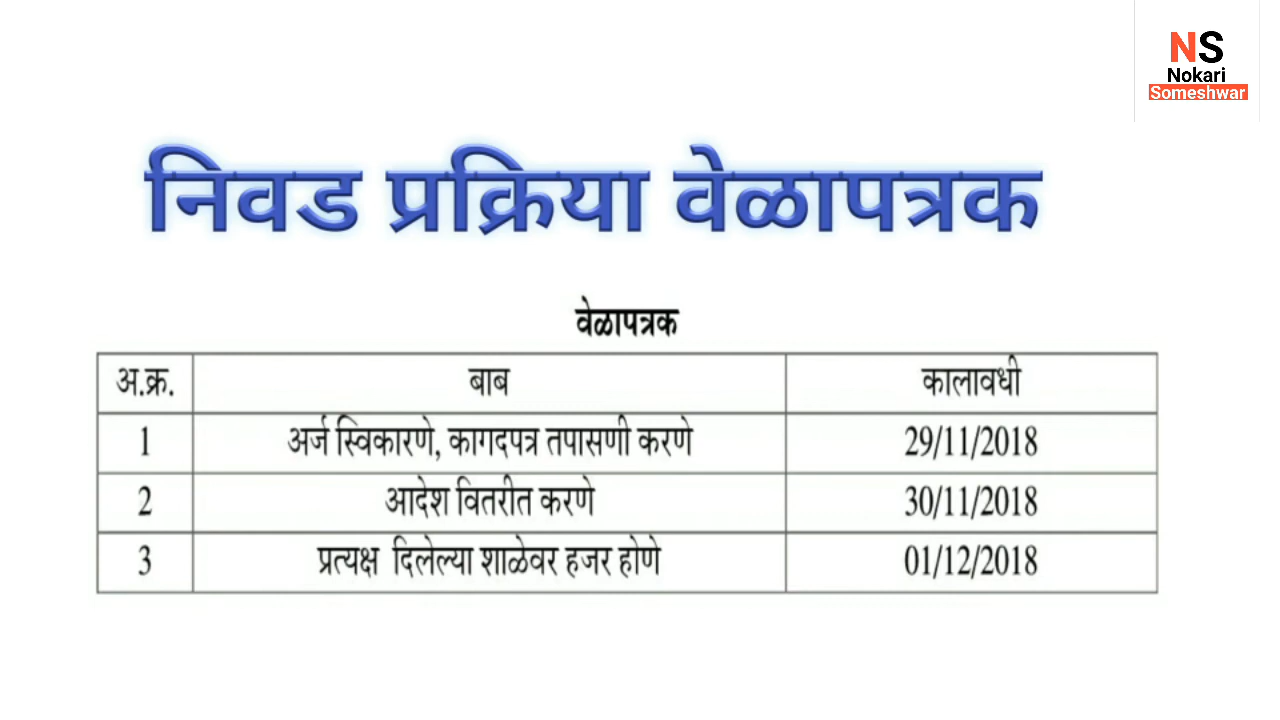 NS
Nokari
Someshwar
निवड प्रक्रिया वेळापत्रक
वेळापत्रक
अ.क्र. बाब कालावधी
1 अर्ज स्विकारणे, कागदपत्र तपासणी करणे 29/11/2018
2 आदेश वितरीत करणे 30/11/2018
3 प्रत्यक्ष दिलेल्या शाळेवर हजर होणे 01/12/2018